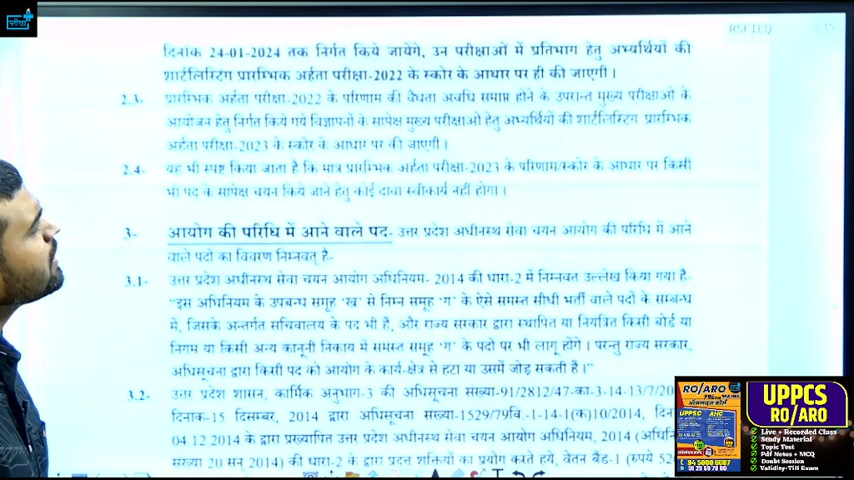 परीक्षा
RSFTEQ
दिनांक 24-01-2024 तक निर्गत किये जायेंगे, उन परीक्षाओं में प्रतिभाग हेतु अभ्यर्थियों की
शार्टलिस्टिंग प्रारम्भिक अर्हता परीक्षा-2022 के स्कोर के आधार पर ही की जाएगी।
2.3- प्रारम्भिक अर्हता परीक्षा-2022 के परिणाम की वैधता अवधि समाप्त होने के उपरान्त मुख्य परीक्षाओं के
आयोजन हेतु निर्गत किये गये विज्ञापनों के सापेक्ष मुख्य परीक्षाओ हेतु अभ्यर्थियों की शार्टलिस्टिंग प्रारम्भिक
अर्हता परीक्षा-2023 के स्कोर के आधार पर की जाएगी।
2.4- यह भी स्पष्ट किया जाता है कि मात्र प्रारम्भिक अर्हता परीक्षा-2023 के परिणाम/स्कोर के आधार पर किसी
भी पद के सापेक्ष चयन किये जाने हेतु कोई दावा स्वीकार्य नहीं होगा।
3- आयोग की परिधि में आने वाले पद- उत्तर प्रदेश अधीनस्थ सेवा चयन आयोग की परिधि में आने
वाले पदों का विवरण निम्नवत् है-
3.1- उत्तर प्रदेश अधीनस्थ सेवा चयन आयोग अधिनियम- 2014 की धारा-2 में निम्नवत उल्लेख किया गया है-
"इस अधिनियम के उपबन्ध समूह 'ख' से निम्न समूह 'ग' के ऐसे समस्त सीधी भर्ती वाले पदों के सम्बन्ध
में, जिसके अन्तर्गत सचिवालय के पद भी है, और राज्य सरकार द्वारा स्थापित या नियंत्रित किसी बोर्ड या
निगम या किसी अन्य कानूनी निकाय में समस्त समूह 'ग' के पदों पर भी लागू होंगे। परन्तु राज्य सरकार,
अधिसूचना द्वारा किसी पद को आयोग के कार्य-क्षेत्र से हटा या उसमें जोड़ सकती है।"
3.2- उत्तर प्रदेश शासन, कार्मिक अनुभाग-3 की अधिसूचना संख्या-91/2812/47-का-3-14-13/7/20
दिनांक-15 दिसम्बर, 2014 द्वारा अधिसूचना संख्या-1529/79वि.-1-14-1(क)10/2014, दिन
04.12.2014 के द्वारा प्रख्यापित उत्तर प्रदेश अधीनस्थ सेवा चयन आयोग अधिनियम, 2014 (अधिनि
संख्या 20 सन् 2014) की धारा-2 के द्वारा प्रदत्त शक्तियों का प्रयोग करते हुये, वेतन बैंड-1 (रुपये 52
RO/ARO
UPPSC
UPPCS
RO/ARO
Live + Recorded Class
Study Material
Topic Test
Pdf Notes + MCQ
Doubt Session
Validity-Till Exam